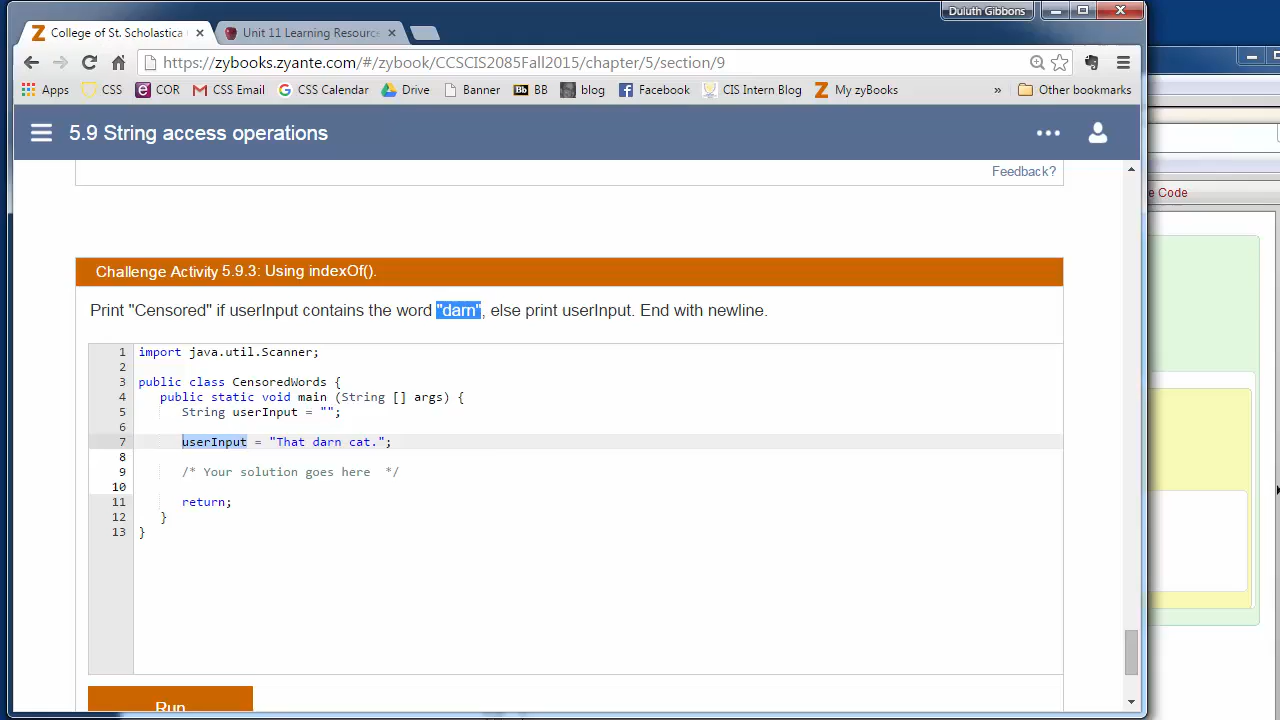 Duluth Gibbons
College of St. Scholastica
Unit 11 Learning Resourc
https://zybooks.zyante.com/#/zybook/CCSCIS2085Fall2015/chapter/5/section/9
Apps CSS COR CSS Email CSS Calendar Drive Banner Bb BB blog Facebook CIS Intern Blog My zyBooks » Other bookmarks
5.9 String access operations
e Code
Feedback?
Challenge Activity 5.9.3: Using indexOf().
Print "Censored" if userInput contains the word "darn", else print userInput. End with newline.
1 import java.util.Scanner;
2
3 public class CensoredWords {
4 public static void main (String [] args) {
5 String userInput = "";
6
7 userInput = "That darn cat.";
8
9 /* Your solution goes here */
10
11 return;
12 }
13 }
Run